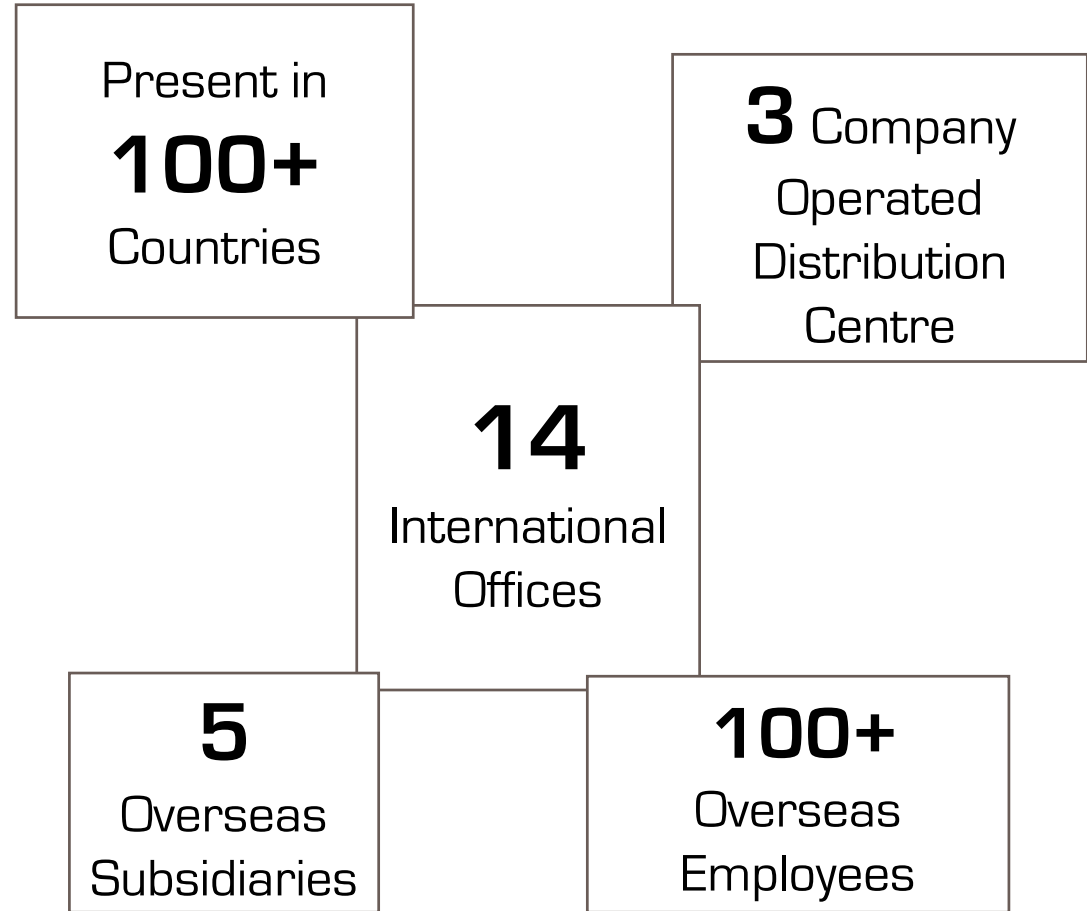 Present in
100+
Countries
3 Company
Operated
Distribution
Centre
14
International
Offices
5
Overseas
Subsidiaries
100+
Overseas
Employees